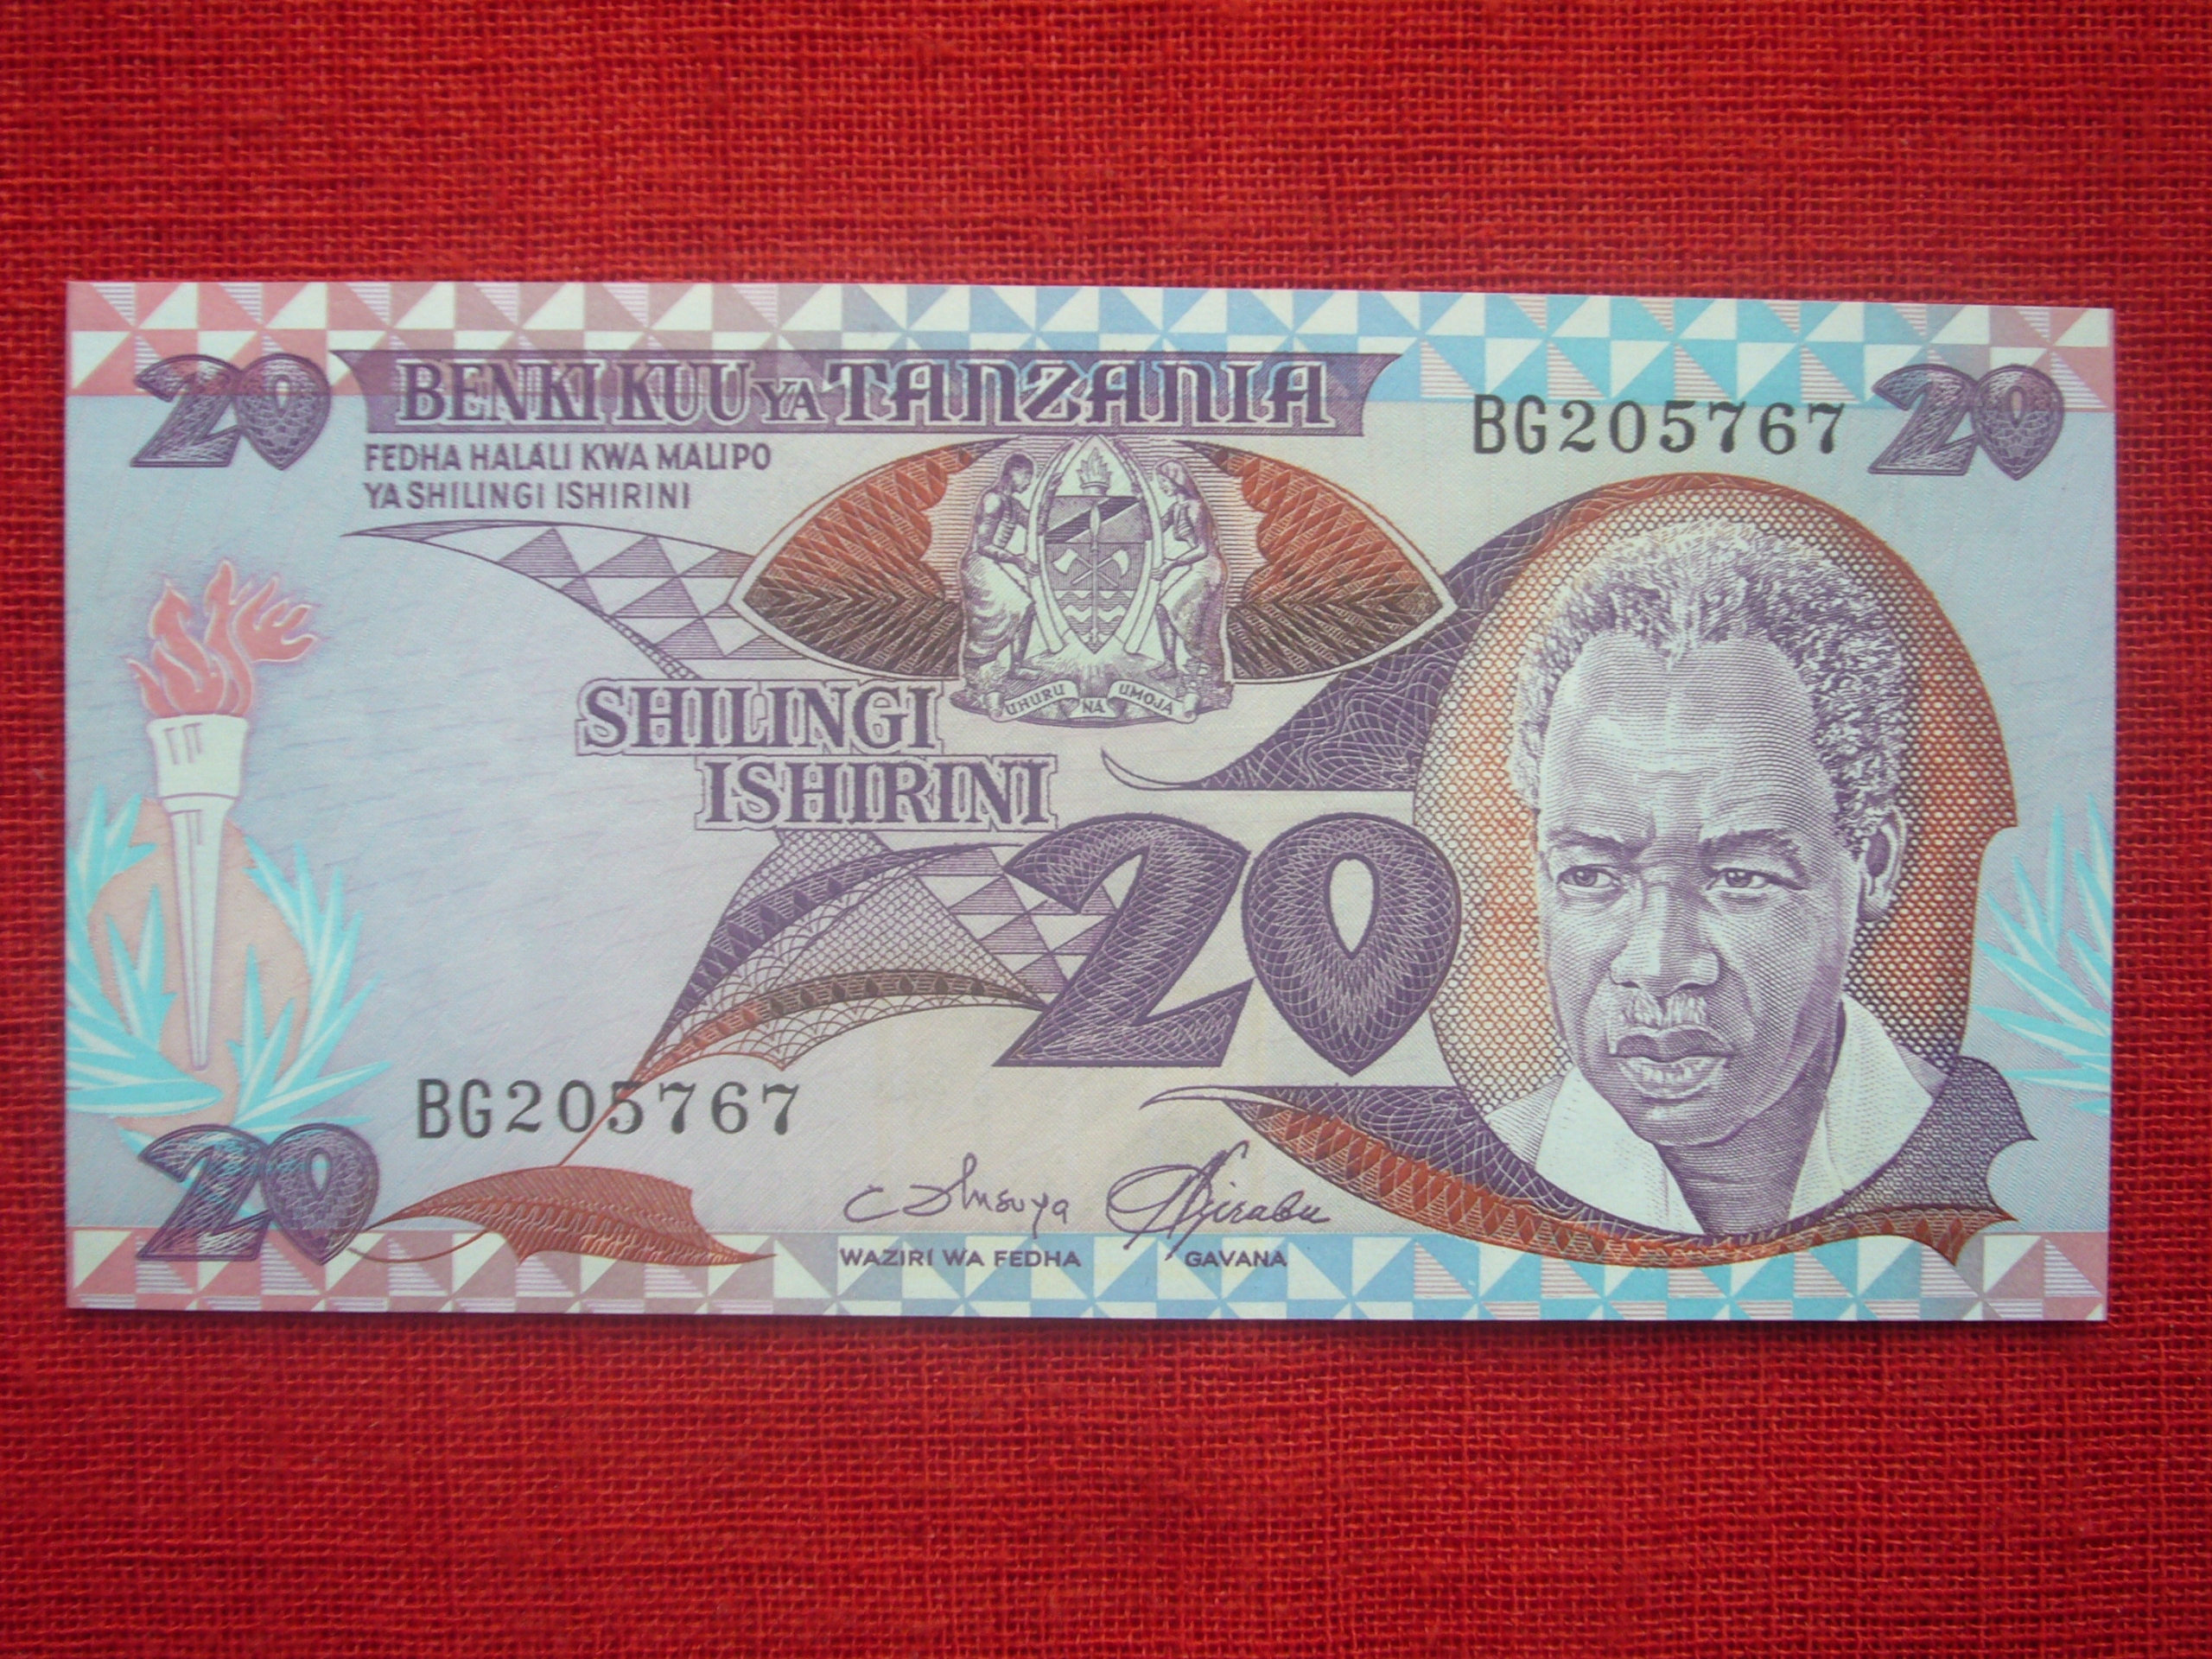 20
BENKI KUU YA TANZANIA
BG205767
20
FEDHA HALALI KWA MALIPO
YA SHILINGI ISHIRINI
UHURU NA UMOJA
SHILINGI
ISHIRINI
20
BG205767
20
WAZIRI WA FEDHA
GAVANA